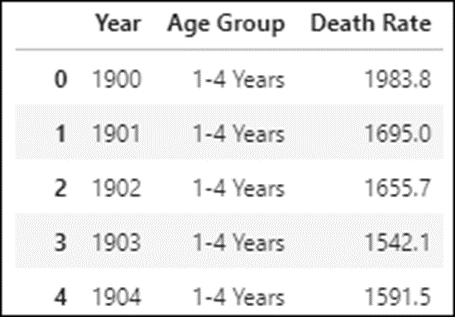 Year Age Group Death Rate
0 1900 1-4 Years 1983.8
1 1901 1-4 Years 1695.0
2 1902 1-4 Years 1655.7
3 1903 1-4 Years 1542.1
4 1904 1-4 Years 1591.5